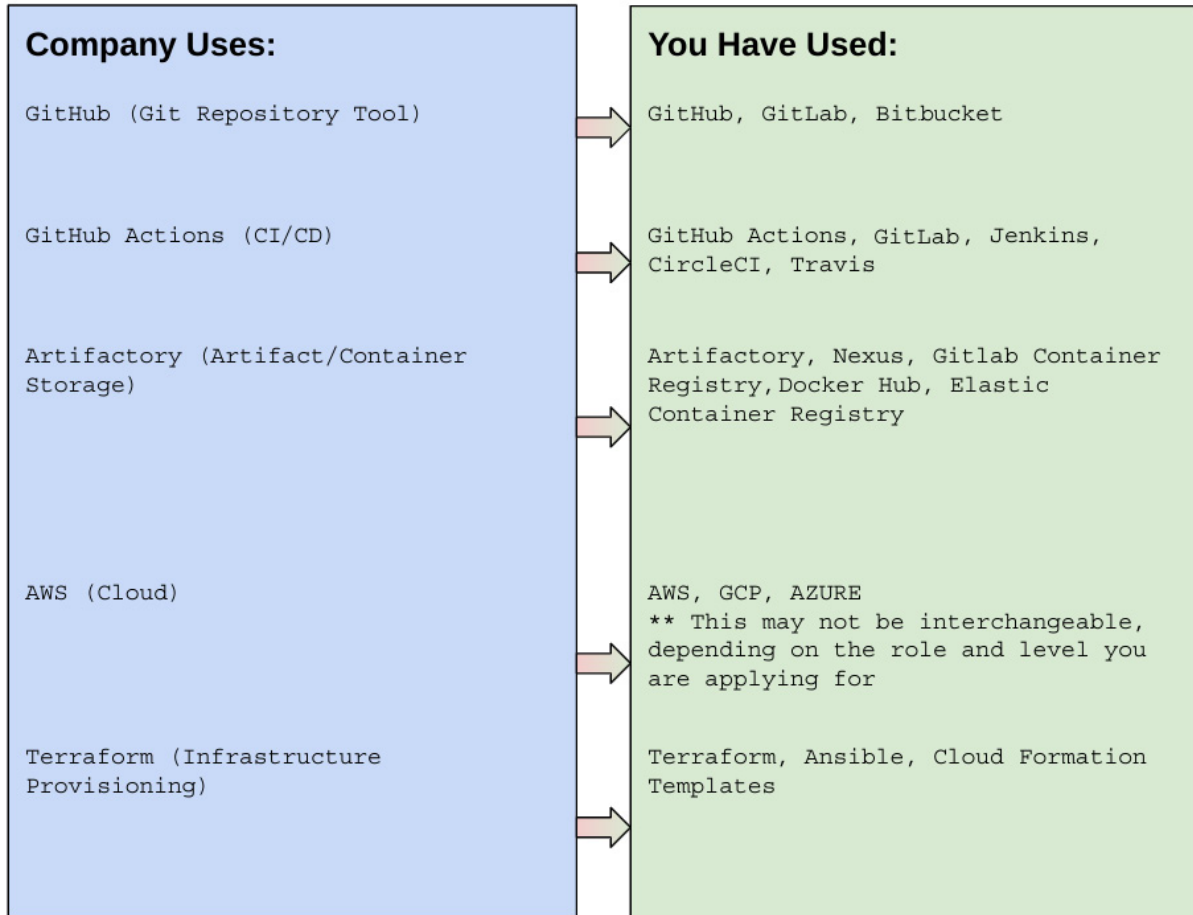 Company Uses:
You Have Used:
GitHub (Git Repository Tool)
GitHub, GitLab, Bitbucket
GitHub Actions (CI/CD)
GitHub Actions, GitLab, Jenkins,
CircleCI, Travis
Artifactory (Artifact/Container
Storage)
Artifactory, Nexus, Gitlab Container
Registry, Docker Hub, Elastic
Container Registry
AWS (Cloud)
AWS, GCP, AZURE
** This may not be interchangeable,
depending on the role and level you
are applying for
Terraform (Infrastructure
Provisioning)
Terraform, Ansible, Cloud Formation
Templates